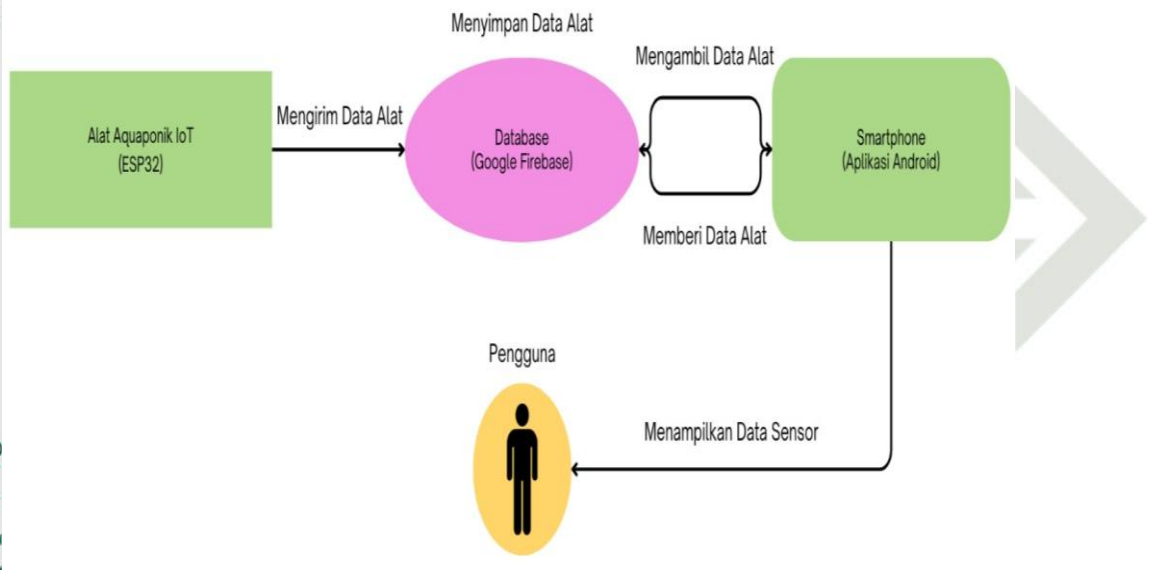 Menyimpan Data Alat
Mengambil Data Alat
Mengirim Data Alat
Alat Aquaponik IoT
(ESP32)
Database
(Google Firebase)
Smartphone
(Aplikasi Android)
Memberi Data Alat
Pengguna
Menampilkan Data Sensor